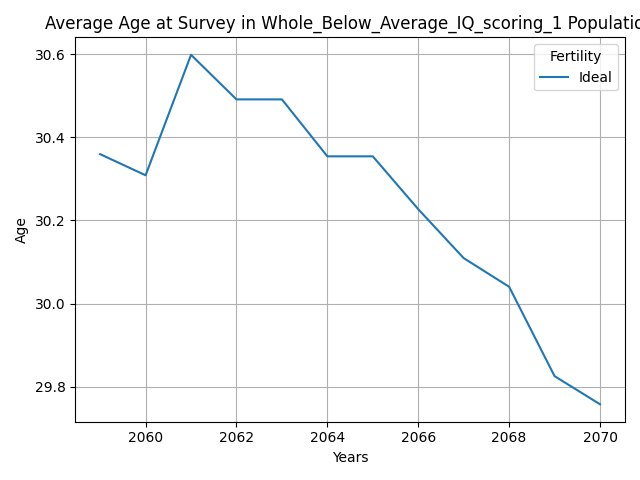 Average Age at Survey in Whole_Below_Average_IQ_scoring_1 Populatio
Fertility
Ideal
30.6
30.4
30.2
30.0
29.8
Age
2060 2062 2064 2066 2068 2070
Years